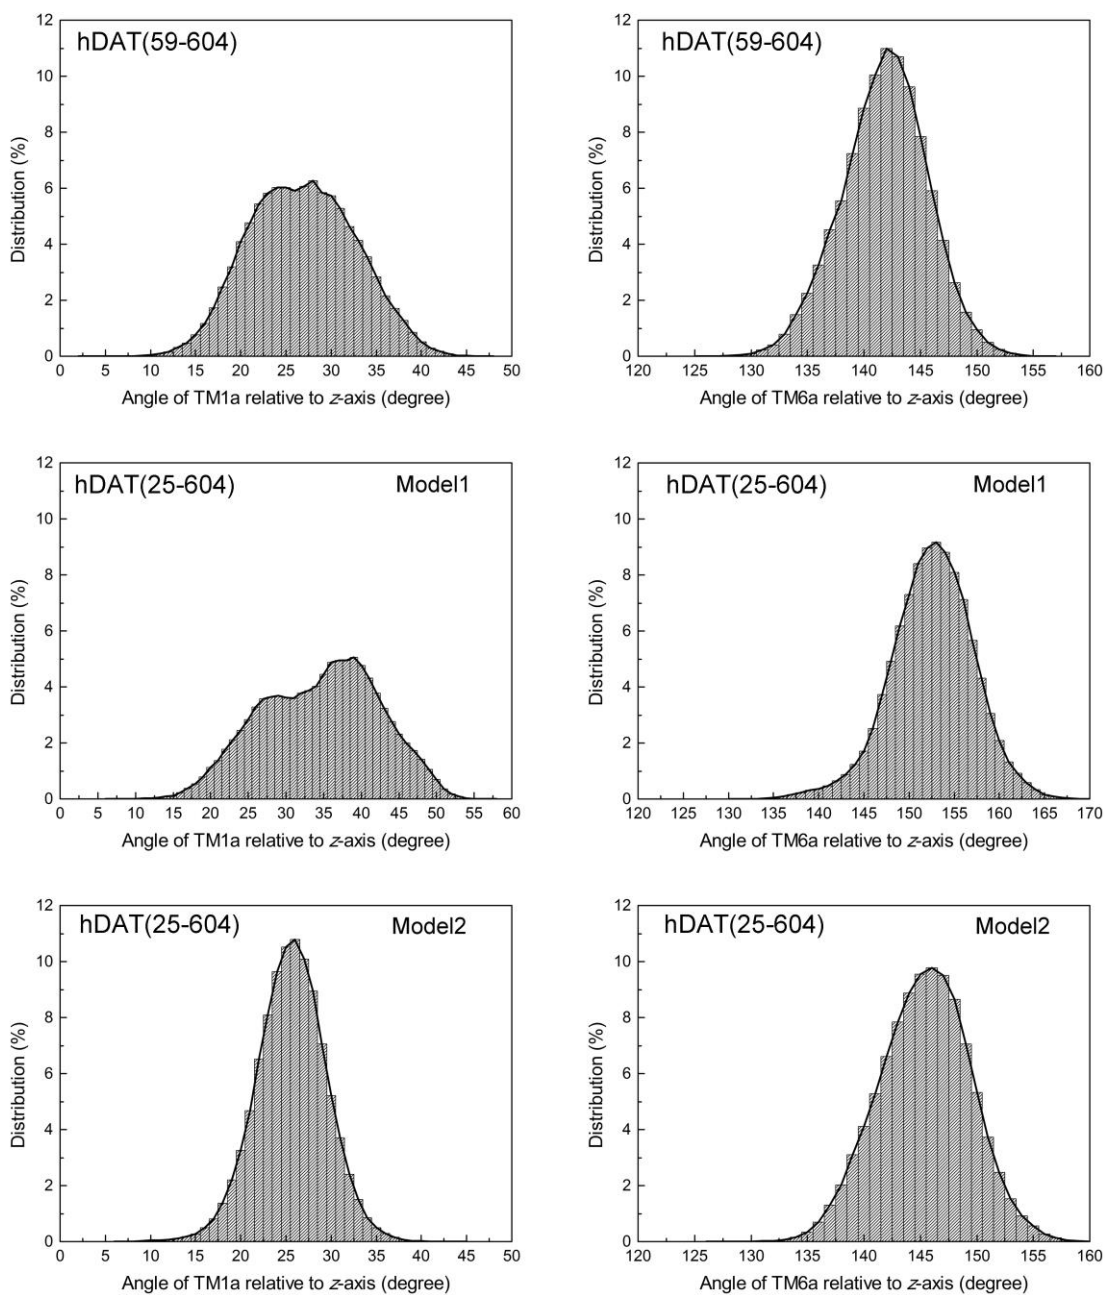 hDAT(59-604)
12
10
8
6
4
2
0
Distribution (%)
0 5 10 15 20 25 30 35 40 45 50
Angle of TM1a relative to z-axis (degree)
hDAT(59-604)
12
10
8
6
4
2
0
Distribution (%)
120 125 130 135 140 145 150 155 160
Angle of TM6a relative to z-axis (degree)
hDAT(25-604) Model1
12
10
8
6
4
2
0
Distribution (%)
0 5 10 15 20 25 30 35 40 45 50 55 60
Angle of TM1a relative to z-axis (degree)
hDAT(25-604) Model1
12
10
8
6
4
2
0
Distribution (%)
120 125 130 135 140 145 150 155 160 165 170
Angle of TM6a relative to z-axis (degree)
hDAT(25-604) Model2
12
10
8
6
4
2
0
Distribution (%)
0 5 10 15 20 25 30 35 40 45 50
Angle of TM1a relative to z-axis (degree)
hDAT(25-604) Model2
12
10
8
6
4
2
0
Distribution (%)
120 125 130 135 140 145 150 155 160
Angle of TM6a relative to z-axis (degree)